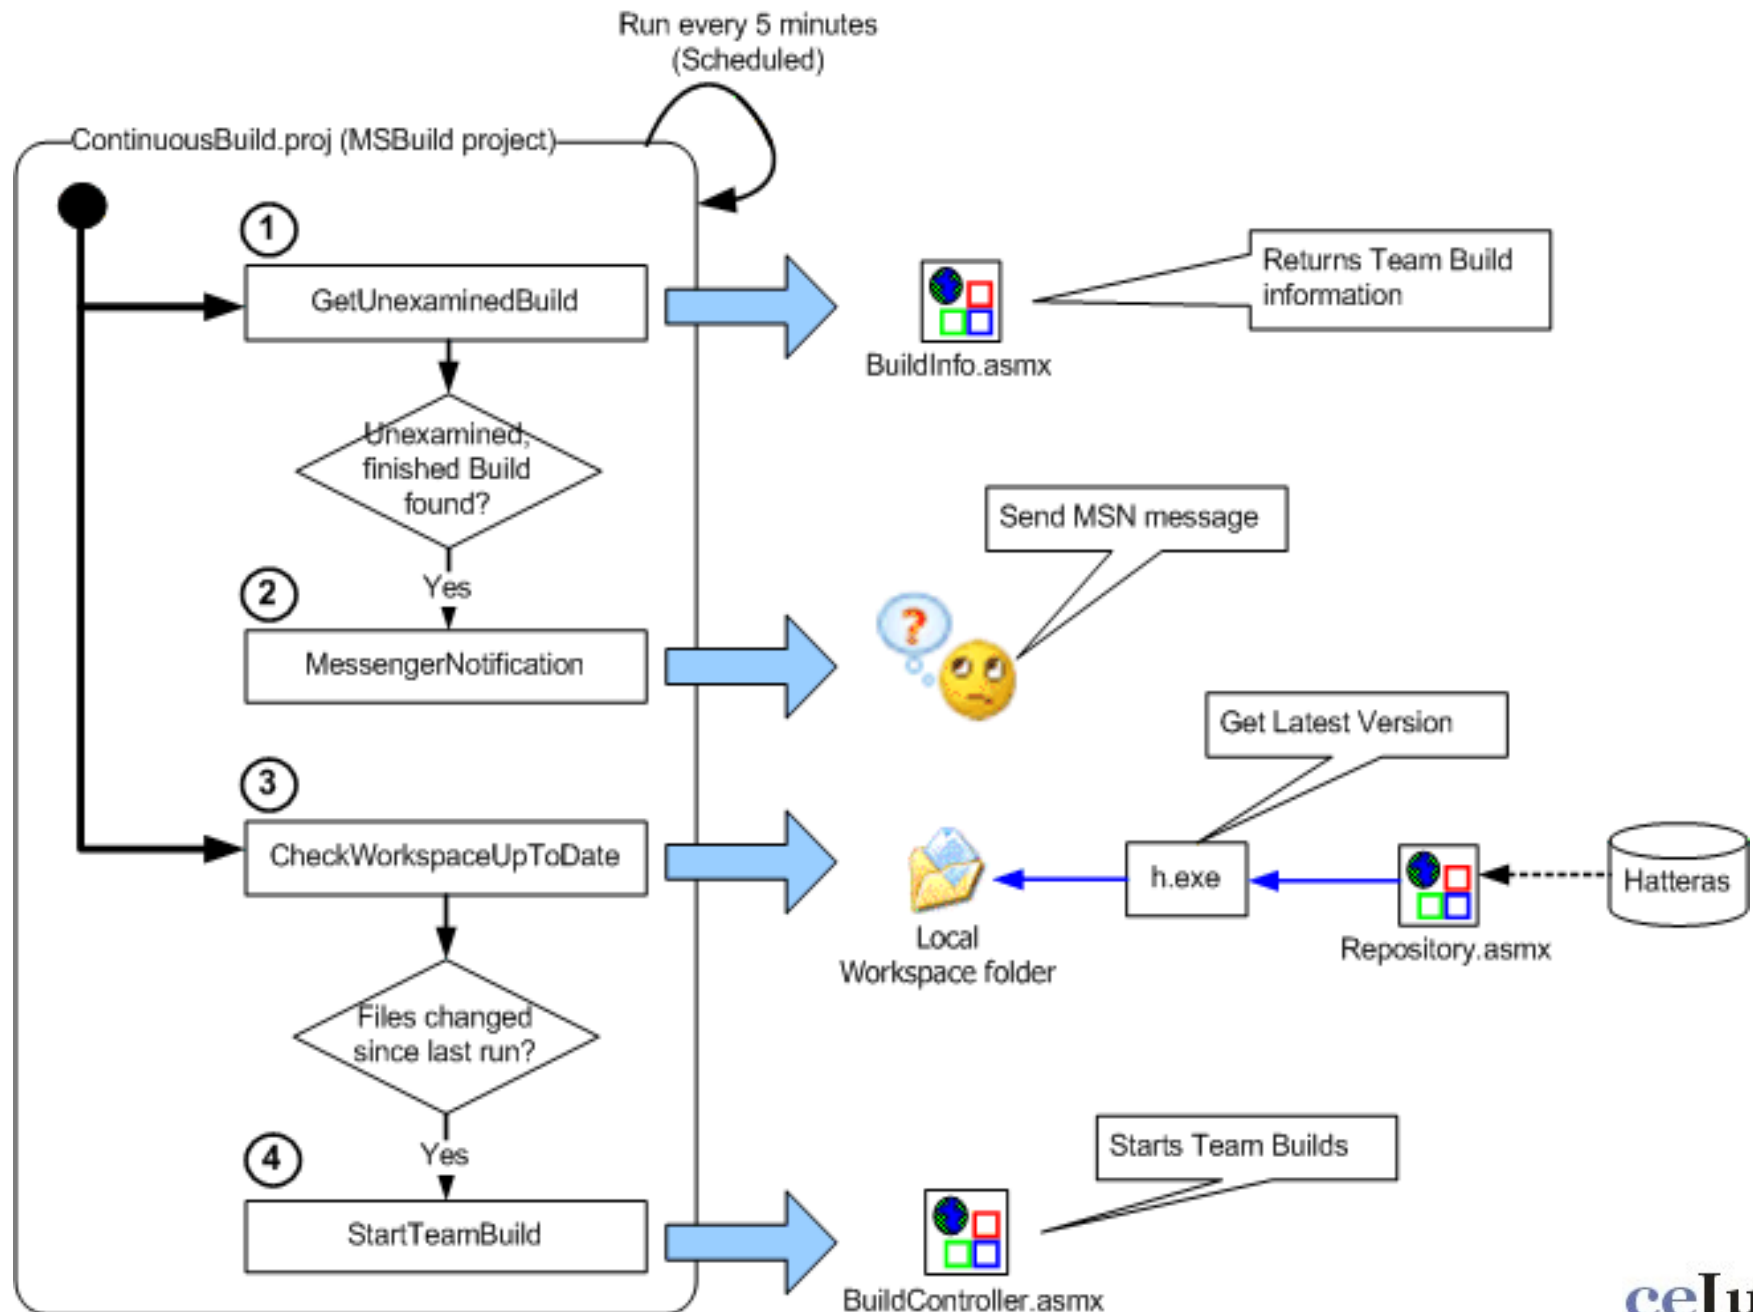 Run every 5 minutes
(Scheduled)
ContinuousBuild.proj (MSBuild project)
1
GetUnexaminedBuild
BuildInfo.asmx
Returns Team Build
information
Unexamined,
finished Build
found?
Yes
2
MessengerNotification
Send MSN message
3
CheckWorkspaceUpToDate
Local
Workspace folder
Get Latest Version
h.exe
Repository.asmx
Hatteras
Files changed
since last run?
Yes
4
StartTeamBuild
Starts Team Builds
BuildController.asmx